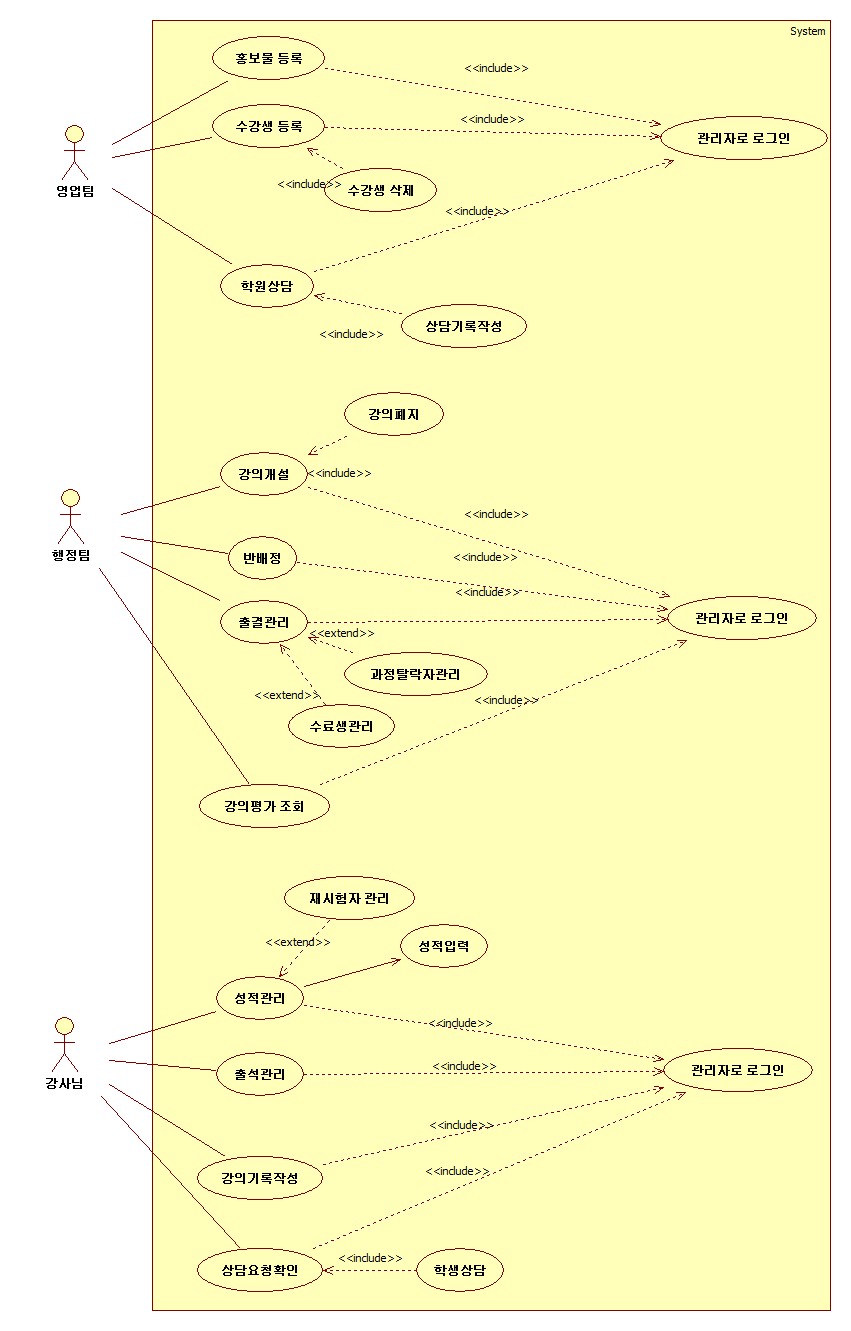 System
홍보물 등록
<<include>>
수강생 등록
<<include>>
관리자로 로그인
영업팀
<<include>>
수강생 삭제
<<include>>
학원상담
상담기록작성
<<include>>
강의폐지
강의개설
<<include>>
<<include>>
행정팀
반배정
<<include>>
<<include>>
출결관리
관리자로 로그인
<<extend>>
과정탈락자관리
<<extend>>
<<include>>
수료생관리
강의평가 조회
재시험자 관리
<<extend>>
성적입력
성적관리
<<include>>
강사님
출석관리
<<include>>
관리자로 로그인
<<include>>
강의기록작성
<<include>>
상담요청확인
<<include>>
학생상담